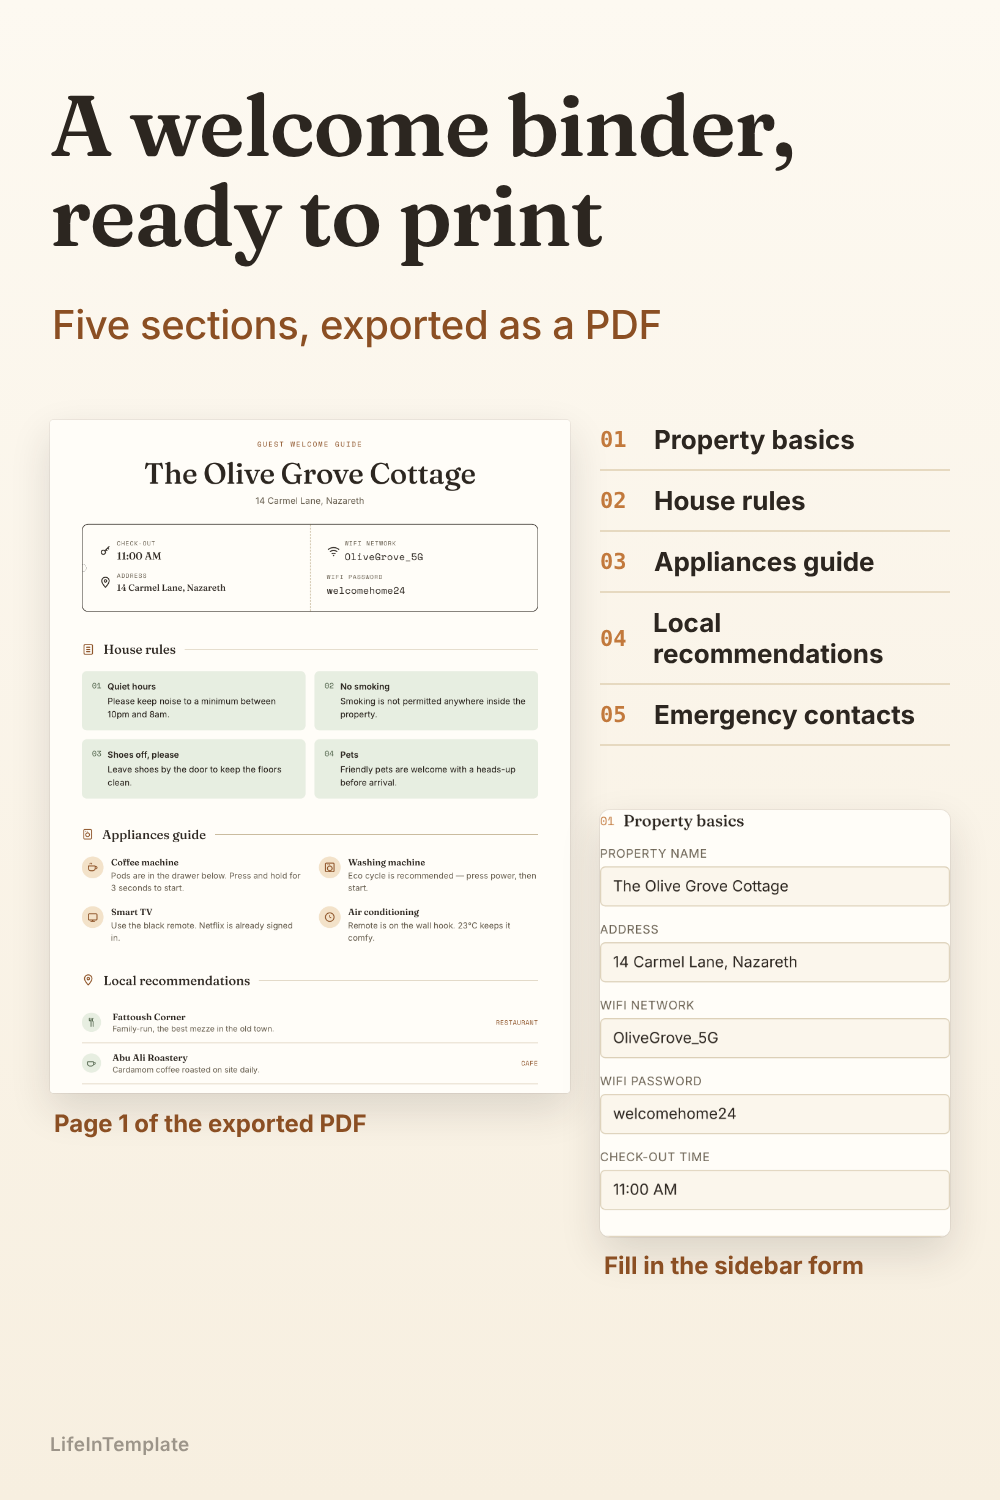 A welcome binder,
ready to print
Five sections, exported as a PDF
GUEST WELCOME GUIDE
The Olive Grove Cottage
14 Carmel Lane, Nazareth
CHECK-OUT
11:00 AM
ADDRESS
14 Carmel Lane, Nazareth
WIFI NETWORK
OliveGrove_5G
WIFI PASSWORD
welcomehome24
House rules
01 Quiet hours
Please keep noise to a minimum between
10pm and 8am.
02 No smoking
Smoking is not permitted anywhere inside the
property.
03 Shoes off, please
Leave shoes by the door to keep the floors
clean.
04 Pets
Friendly pets are welcome with a heads-up
before arrival.
Appliances guide
Coffee machine
Pods are in the drawer below. Press and hold for
3 seconds to start.
Washing machine
Eco cycle is recommended — press power, then
start.
Smart TV
Use the black remote. Netflix is already signed
in.
Air conditioning
Remote is on the wall hook. 23°C keeps it
comfy.
Local recommendations
Fattoush Corner
Family-run, the best mezze in the old town.
RESTAURANT
Abu Ali Roastery
Cardamom coffee roasted on site daily.
CAFE
Page 1 of the exported PDF
01 Property basics
02 House rules
03 Appliances guide
04 Local
recommendations
05 Emergency contacts
01 Property basics
PROPERTY NAME
The Olive Grove Cottage
ADDRESS
14 Carmel Lane, Nazareth
WIFI NETWORK
OliveGrove_5G
WIFI PASSWORD
welcomehome24
CHECK-OUT TIME
11:00 AM
Fill in the sidebar form
LifeInTemplate